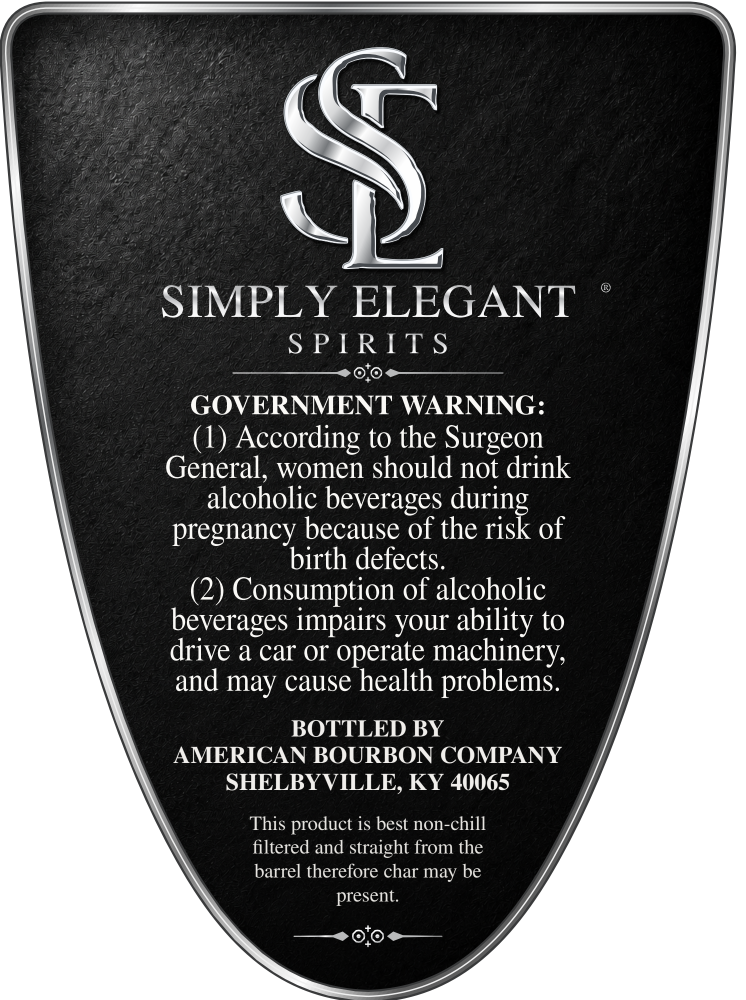 SEL
SIMPLY ELEGANT ®
SPIRITS
GOVERNMENT WARNING:
(1) According to the Surgeon
General, women should not drink
alcoholic beverages during
pregnancy because of the risk of
birth defects.
(2) Consumption of alcoholic
beverages impairs your ability to
drive a car or operate machinery,
and may cause health problems.
BOTTLED BY
AMERICAN BOURBON COMPANY
SHELBYVILLE, KY 40065
This product is best non-chill
filtered and straight from the
barrel therefore char may be
present.